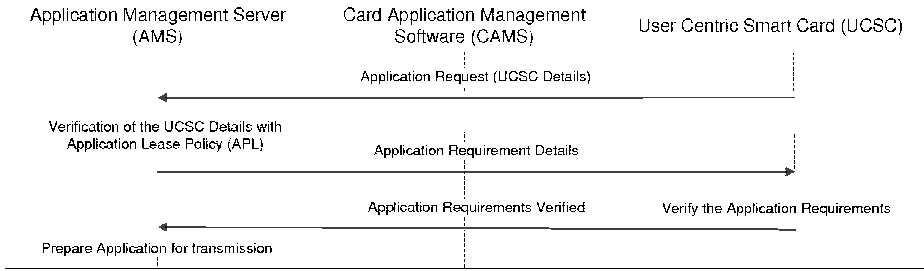 Application Management Server
(AMS)
Card Application Management
Software (CAMS)
User Centric Smart Card (UCSC)
Application Request (UCSC Details)
Verification of the UCSC Details with
Application Lease Policy (APL)
Application Requirement Details
Application Requirements Verified
Verify the Application Requirements
Prepare Application for transmission